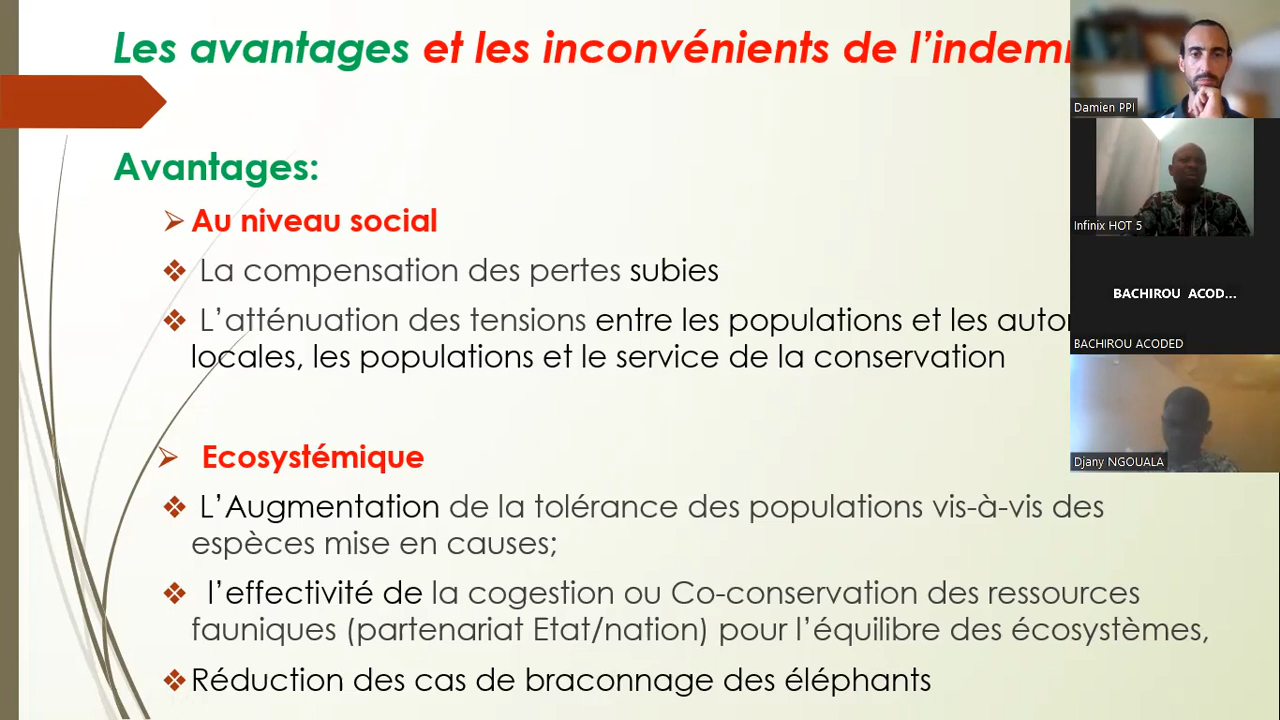 Les avantages et les inconvénients de l’indem
Avantages:
Au niveau social
La compensation des pertes subies
L’atténuation des tensions entre les populations et les autor
locales, les populations et le service de la conservation
Ecosystémique
L’Augmentation de la tolérance des populations vis-à-vis des
espèces mise en causes;
l’effectivité de la cogestion ou Co-conservation des ressources
fauniques (partenariat Etat/nation) pour l’équilibre des écosystèmes,
Réduction des cas de braconnage des éléphants
Damien PPI
Infinix HOT 5
BACHIROU ACOD...
BACHIROU ACODED
Djany NGOUALA